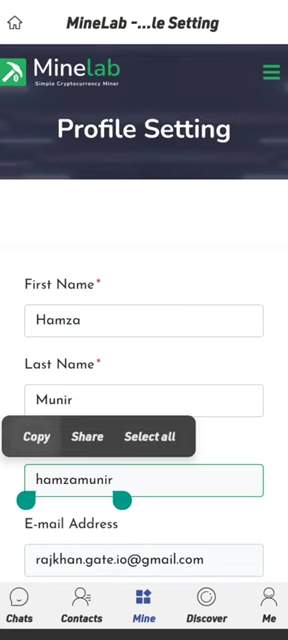 MineLab -...le Setting
Minelab
Simple Cryptocurrency Miner
Profile Setting
First Name*
Hamza
Last Name*
Munir
Copy Share Select all
hamzamunir
E-mail Address
rajkhan.gate.io@gmail.com
Chats Contacts Mine Discover Me